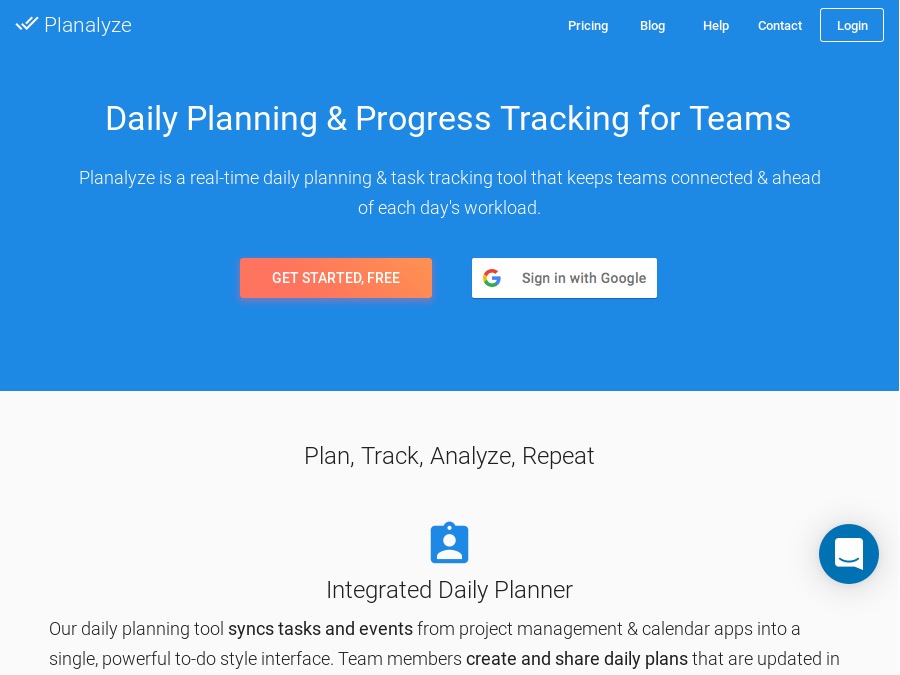 Planalyze
Pricing
Blog
Help
Contact
Login
Daily Planning & Progress Tracking for Teams
Planalyze is a real-time daily planning & task tracking tool that keeps teams connected & ahead
of each day's workload.
GET STARTED, FREE
Sign in with Google
Plan, Track, Analyze, Repeat
Integrated Daily Planner
Our daily planning tool syncs tasks and events from project management & calendar apps into a
single, powerful to-do style interface. Team members create and share daily plans that are updated in